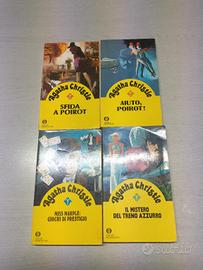 Agatha Christie
SFIDA
A POIROT
Agatha Christie
AIUTO,
POIROT!
Agatha Christie
MISS MARPLE:
GIOCHI DI PRESTIGIO
Agatha Christie
IL MISTERO
DEL TRENO AZZURRO
subito